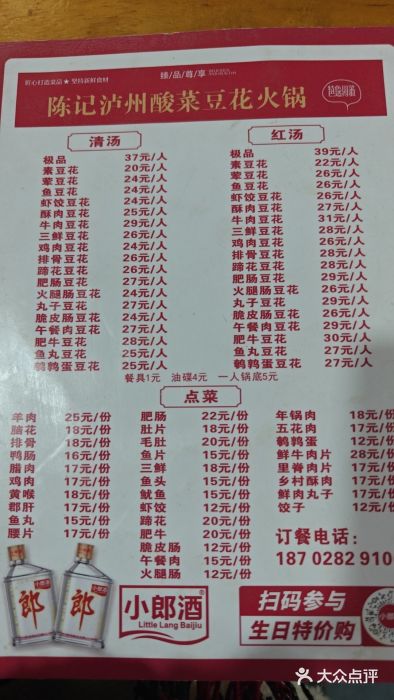 匠心打造家品★坚持新鲜食材
臻/品/尊/享
陈记泸州酸菜豆花火锅
清汤
极品 37元/人
素豆花 20元/人
荤豆花 24元/人
鱼豆花 24元/人
虾饺豆花 24元/人
酥肉豆花 25元/人
牛肉豆花 29元/人
三鲜豆花 26元/人
鸡肉豆花 24元/人
排骨豆花 26元/人
蹄花豆花 26元/人
肥肠豆花 27元/人
火腿肠豆花 24元/人
丸子豆花 27元/人
脆皮肠豆花 24元/人
午餐肉豆花 27元/人
肥牛豆花 28元/人
鱼丸豆花 25元/人
鹌鹑蛋豆花 25元/人
红汤
极品 39元/人
素豆花 22元/人
荤豆花 26元/人
鱼豆花 26元/人
虾饺豆花 26元/人
酥肉豆花 27元/人
牛肉豆花 31元/人
三鲜豆花 28元/人
鸡肉豆花 26元/人
排骨豆花 28元/人
蹄花豆花 28元/人
肥肠豆花 29元/人
火腿肠豆花 26元/人
丸子豆花 29元/人
脆皮肠豆花 26元/人
午餐肉豆花 29元/人
肥牛豆花 30元/人
鱼丸豆花 27元/人
鹌鹑蛋豆花 27元/人
餐具1元 油碟4元 一人锅底5元
点菜
羊肉 25元/份
脑花 18元/份
排骨 18元/份
鸭肠 16元/份
腊肉 17元/份
鸡肉 17元/份
黄喉 18元/份
郡肝 17元/份
鱼丸 15元/份
腰片 17元/份
肥肠 22元/份
肚片 18元/份
毛肚 20元/份
鱼片 15元/份
三鲜 18元/份
鱼头 15元/份
鱿鱼 15元/份
虾饺 12元/份
蹄花 20元/份
肥牛 20元/份
脆皮肠 12元/份
午餐肉 15元/份
火腿肠 12元/份
年锅肉 18元/份
五花肉 17元/份
鹌鹑蛋 12元/份
鲜牛肉片 28元/份
里脊肉片 17元/份
乡村酥肉 17元/份
鲜肉丸子 17元/份
饺子 12元/份
订餐电话：
187 0282 910
郎
郎
小郎酒®
Little Lang Baijiu
扫码参与
生日特价购
大众点评